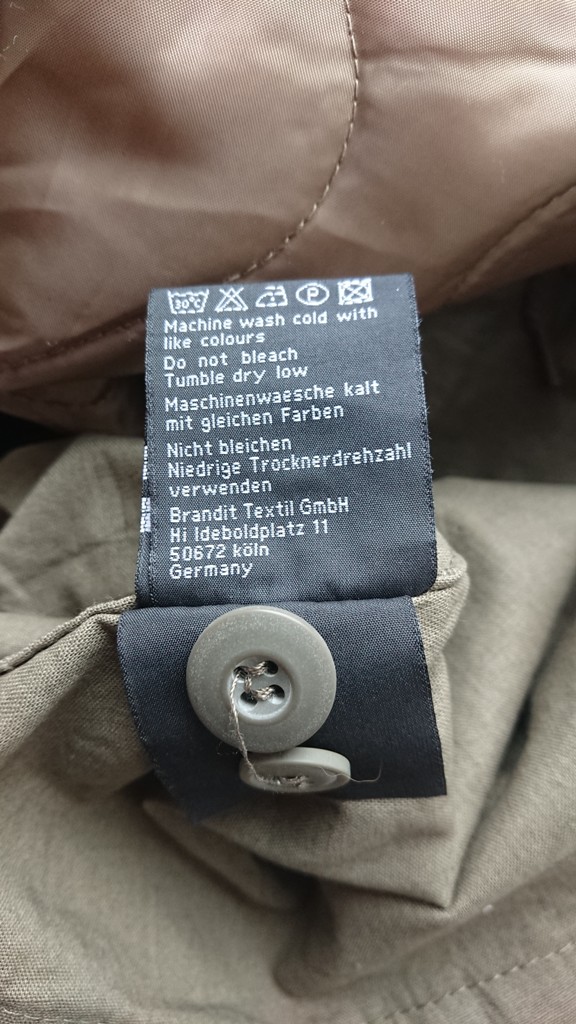 30°C P
Machine wash cold with
like colours
Do not bleach
Tumble dry low
Maschinenwaesche kalt
mit gleichen Farben
Nicht bleichen
Niedrige Trocknerdrehzahl
verwenden
Brandit Textil GmbH
Hi Ideboldplatz 11
50672 köln
Germany